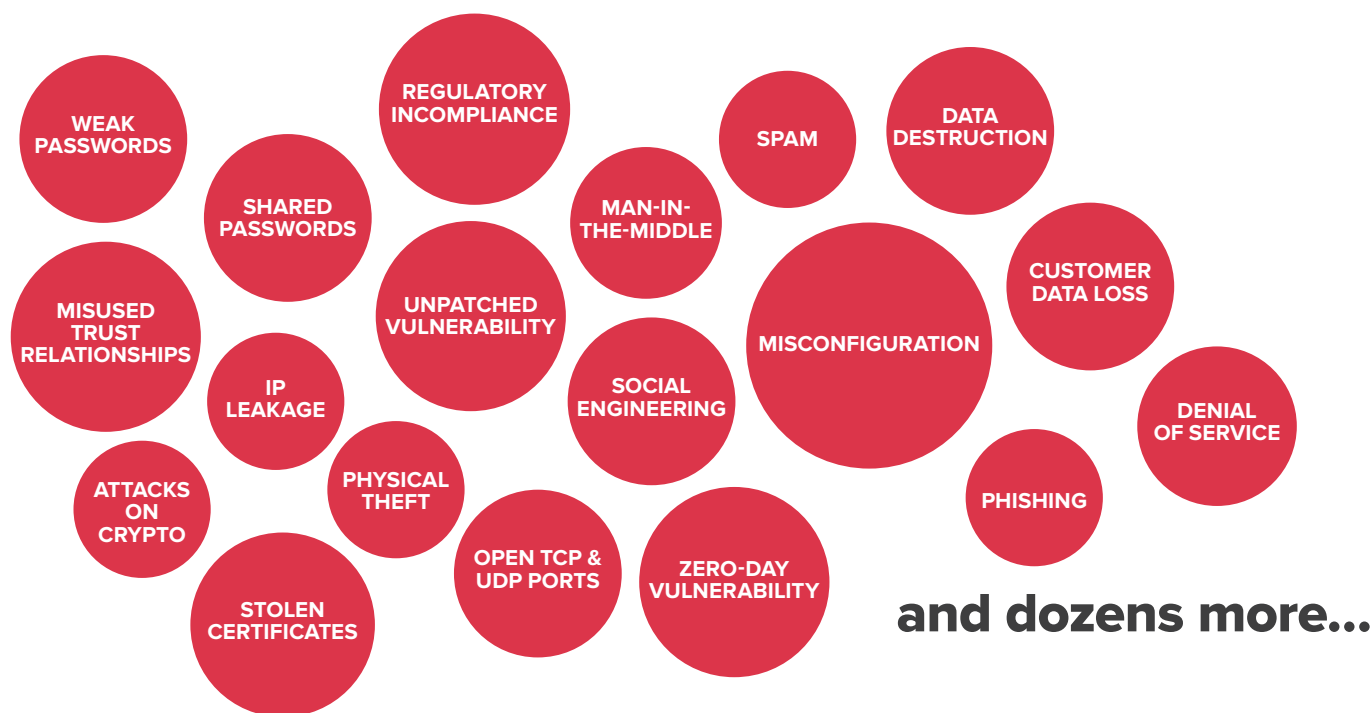 WEAK
PASSWORDS
SHARED
PASSWORDS
REGULATORY
INCOMPLIANCE
SPAM
DATA
DESTRUCTION
MAN-IN-
THE-MIDDLE
MISUSED
TRUST
RELATIONSHIPS
UNPATCHED
VULNERABILITY
MISCONFIGURATION
CUSTOMER
DATA LOSS
IP
LEAKAGE
SOCIAL
ENGINEERING
DENIAL
OF SERVICE
ATTACKS
ON
CRYPTO
PHYSICAL
THEFT
PHISHING
OPEN TCP &
UDP PORTS
ZERO-DAY
VULNERABILITY
STOLEN
CERTIFICATES
and dozens more...